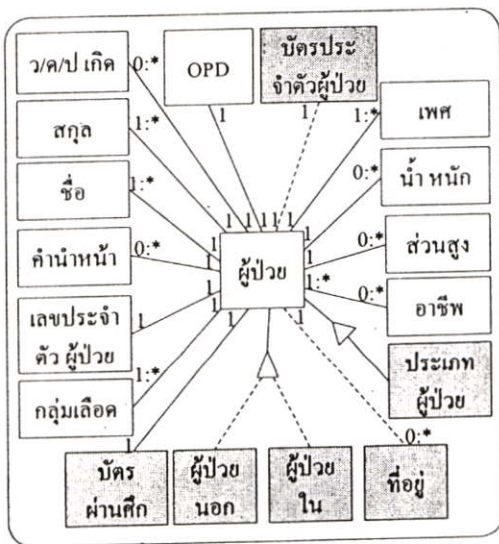 ว/ด/ป เกิด
0:*
OPD
1
บัตรประ
จำตัวผู้ป่วย
1
1:*
เพศ
สกุล
1:*
0:*
น้ำ หนัก
ชื่อ
1:*
1 1 1 1 1
0:*
ส่วนสูง
คำนำหน้า
0:*
1
1
1
1
ผู้ป่วย
1
1
1:*
1
0:*
อาชีพ
เลขประจำ
ตัว ผู้ป่วย
1
ประเภท
ผู้ป่วย
กลุ่มเลือด
1:*
1
0:*
บัตร
ผ่านศึก
ผู้ป่วย
นอก
ผู้ป่วย
ใน
ที่อยู่